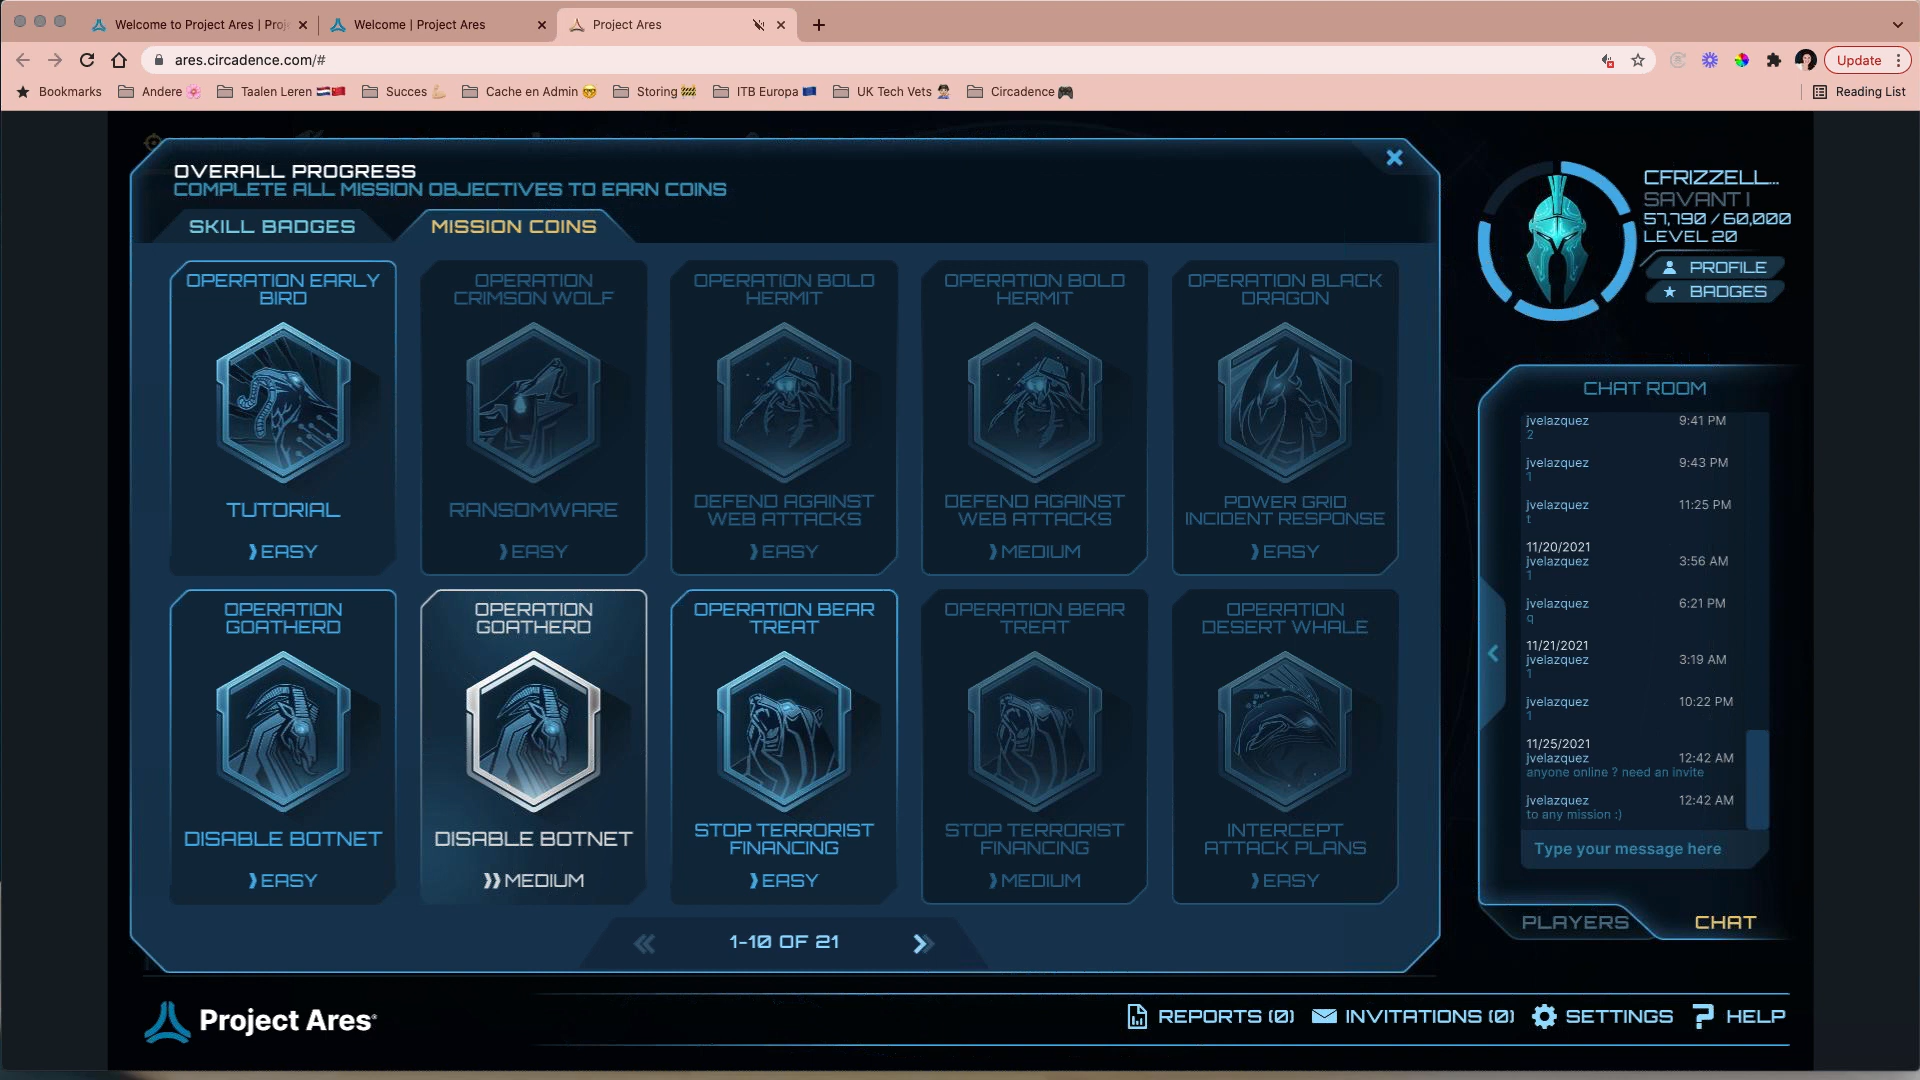 Welcome to Project Ares | Proj
Welcome | Project Ares
Project Ares
ares.circadence.com/#
Update
Bookmarks
Andere
Taalen Leren
Succes
Cache en Admin
Storing
ITB Europa
UK Tech Vets
Circadence
Reading List
OVERALL PROGRESS
COMPLETE ALL MISSION OBJECTIVES TO EARN COINS
SKILL BADGES
MISSION COINS
OPERATION EARLY
BIRD
TUTORIAL
EASY
OPERATION
CRIMSON WOLF
RANSOMWARE
EASY
OPERATION BOLD
HERMIT
DEFEND AGAINST
WEB ATTACKS
EASY
OPERATION BOLD
HERMIT
DEFEND AGAINST
WEB ATTACKS
MEDIUM
OPERATION BLACK
DRAGON
POWER GRID
INCIDENT RESPONSE
EASY
OPERATION
GOATHERD
DISABLE BOTNET
EASY
OPERATION
GOATHERD
DISABLE BOTNET
MEDIUM
OPERATION BEAR
TREAT
STOP TERRORIST
FINANCING
EASY
OPERATION BEAR
TREAT
STOP TERRORIST
FINANCING
MEDIUM
OPERATION
DESERT WHALE
INTERCEPT
ATTACK PLANS
EASY
1-10 OF 21
CFRIZZELL...
SAVANT I
57,790 / 60,000
LEVEL 20
PROFILE
BADGES
CHAT ROOM
jvelazquez 9:41 PM
2
jvelazquez 9:43 PM
1
jvelazquez 11:25 PM
t
11/20/2021
jvelazquez 3:56 AM
1
jvelazquez 6:21 PM
q
11/21/2021
jvelazquez 3:19 AM
1
jvelazquez 10:22 PM
1
11/25/2021
jvelazquez 12:42 AM
anyone online ? need an invite
jvelazquez 12:42 AM
to any mission :)
Type your message here
PLAYERS
CHAT
Project Ares®
REPORTS (0)
INVITATIONS (0)
SETTINGS
HELP